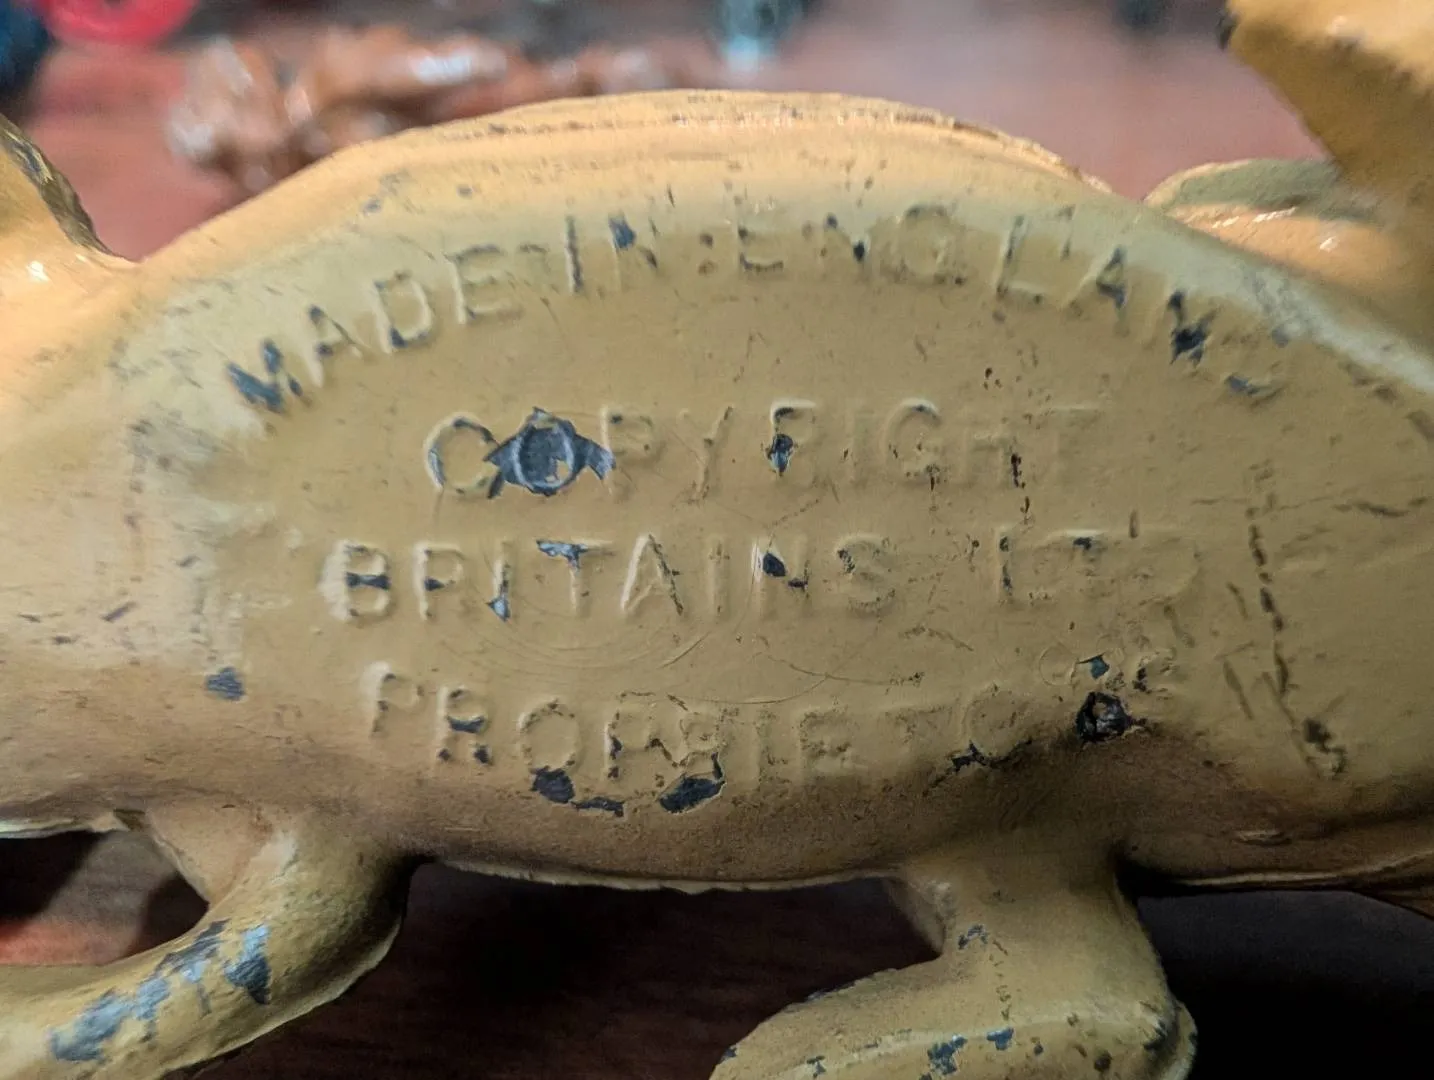 MADE IN ENGLAND
COPYRIGHT
BRITAINS LTD
PROPRIETORS